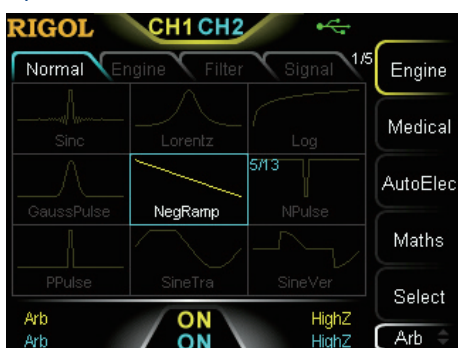 RIGOL CH1 CH2
Normal Engine Filter Signal 1/5
Engine
Sinc Lorentz Log
Medical
5/13
GaussPulse NegRamp NPulse
AutoElec
PPulse SineTra SineVer
Maths
Select
Arb ON HighZ
Arb ON HighZ
Arb